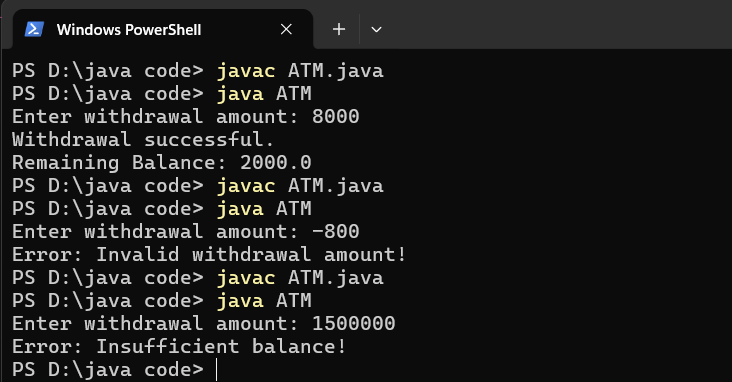 Windows PowerShell
PS D:\java code> javac ATM.java
PS D:\java code> java ATM
Enter withdrawal amount: 8000
Withdrawal successful.
Remaining Balance: 2000.0
PS D:\java code> javac ATM.java
PS D:\java code> java ATM
Enter withdrawal amount: -800
Error: Invalid withdrawal amount!
PS D:\java code> javac ATM.java
PS D:\java code> java ATM
Enter withdrawal amount: 1500000
Error: Insufficient balance!
PS D:\java code>